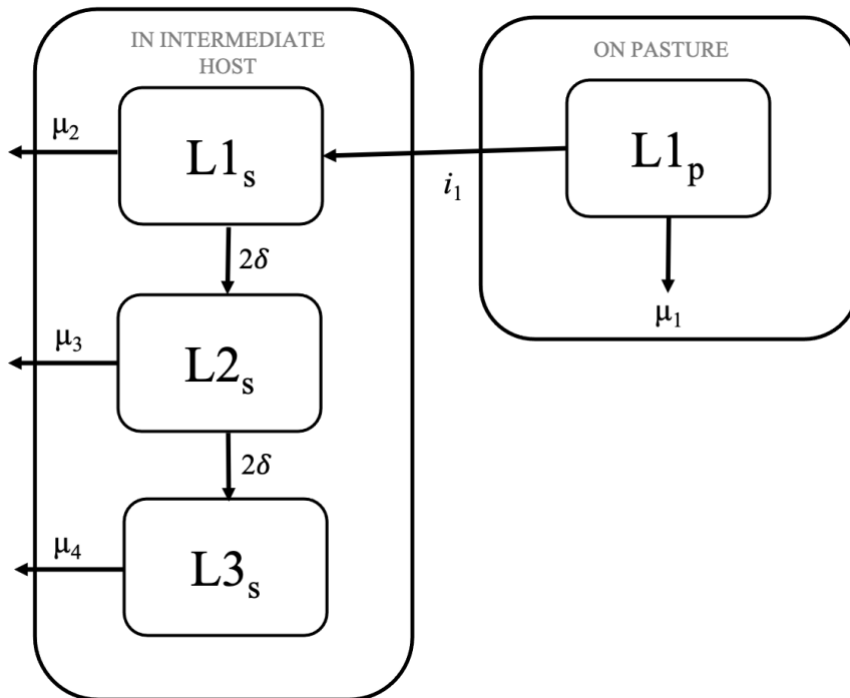 IN INTERMEDIATE
HOST
ON PASTURE
μ₂
L1ₛ
i₁
L1ₚ
2δ
μ₁
μ₃
L2ₛ
2δ
μ₄
L3ₛ